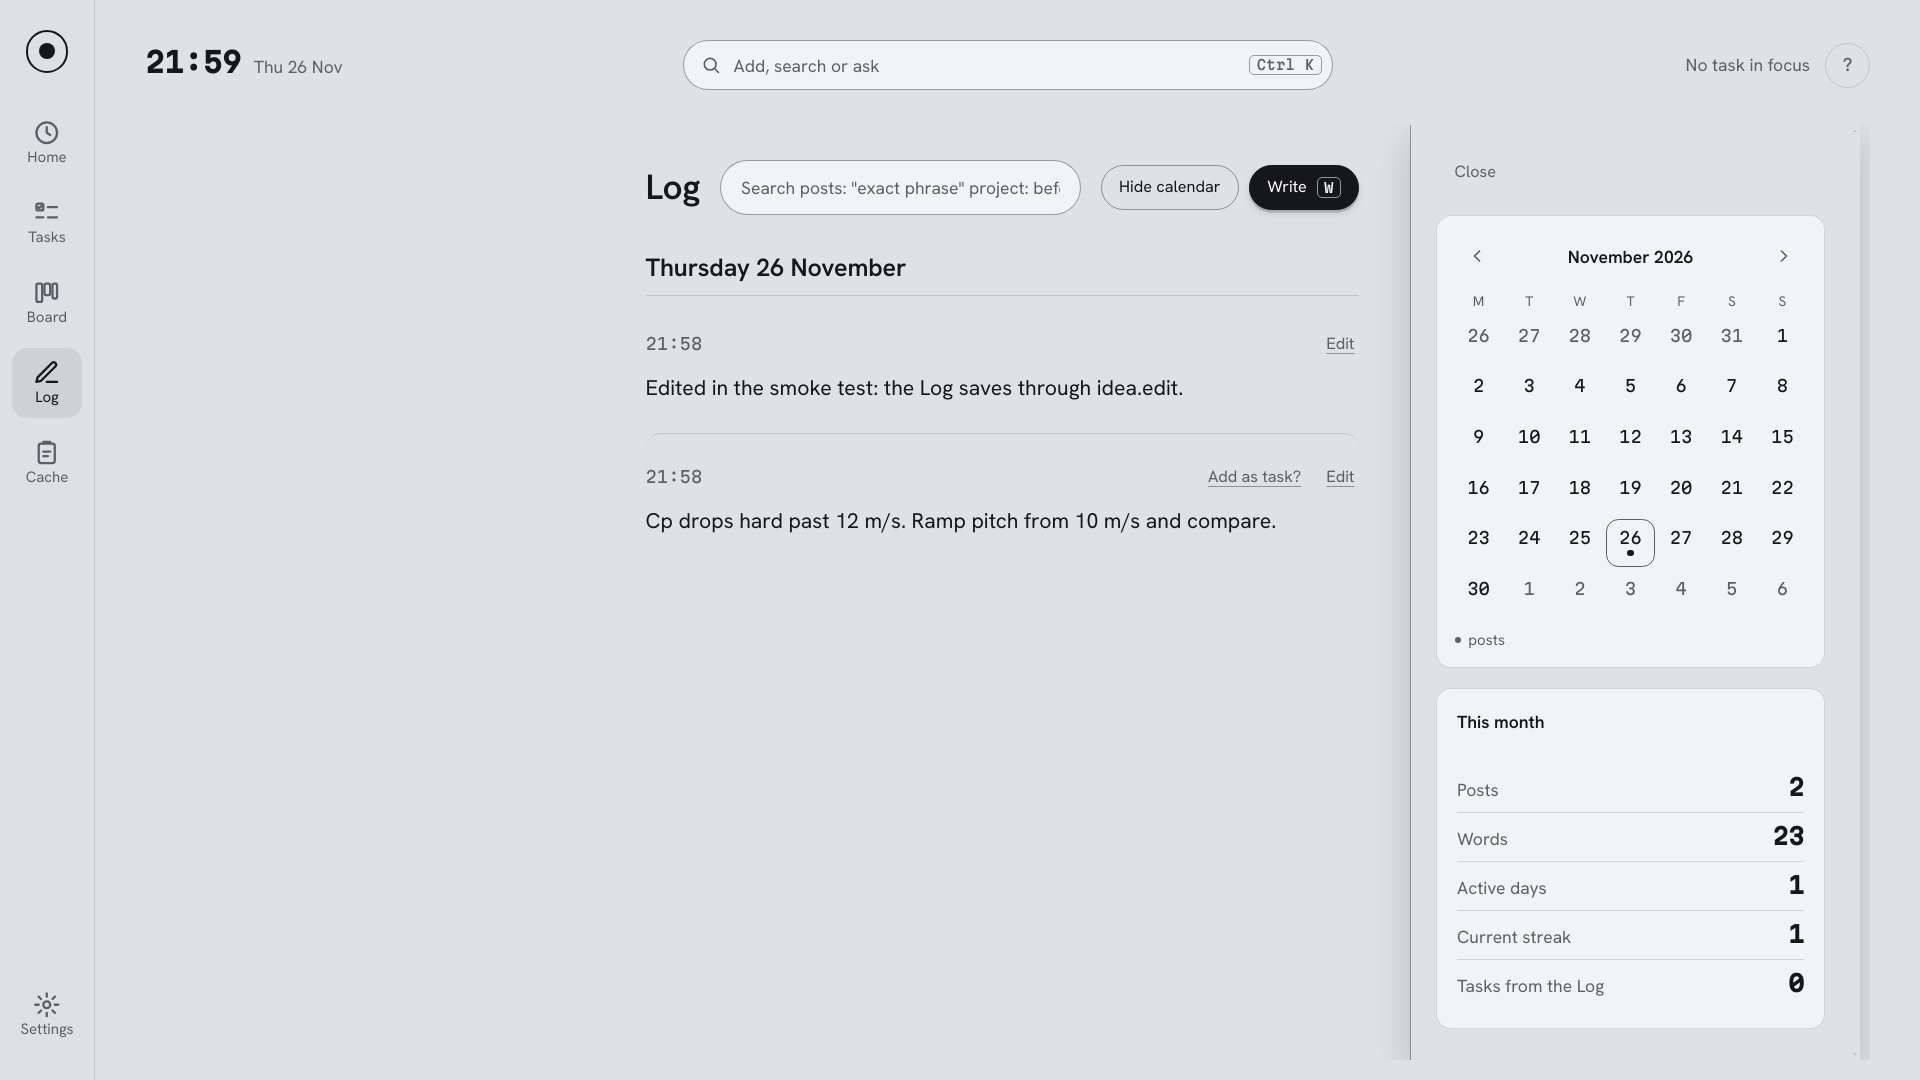 21:59 Thu 26 Nov
Add, search or ask
Ctrl K
No task in focus
?
Home
Tasks
Board
Log
Cache
Settings
Log
Search posts: "exact phrase" project: bef
Hide calendar
Write W
Thursday 26 November
21:58
Edit
Edited in the smoke test: the Log saves through idea.edit.
21:58
Add as task?
Edit
Cp drops hard past 12 m/s. Ramp pitch from 10 m/s and compare.
Close
November 2026
M T W T F S S
26 27 28 29 30 31 1
2 3 4 5 6 7 8
9 10 11 12 13 14 15
16 17 18 19 20 21 22
23 24 25 26 27 28 29
30 1 2 3 4 5 6
posts
This month
Posts 2
Words 23
Active days 1
Current streak 1
Tasks from the Log 0